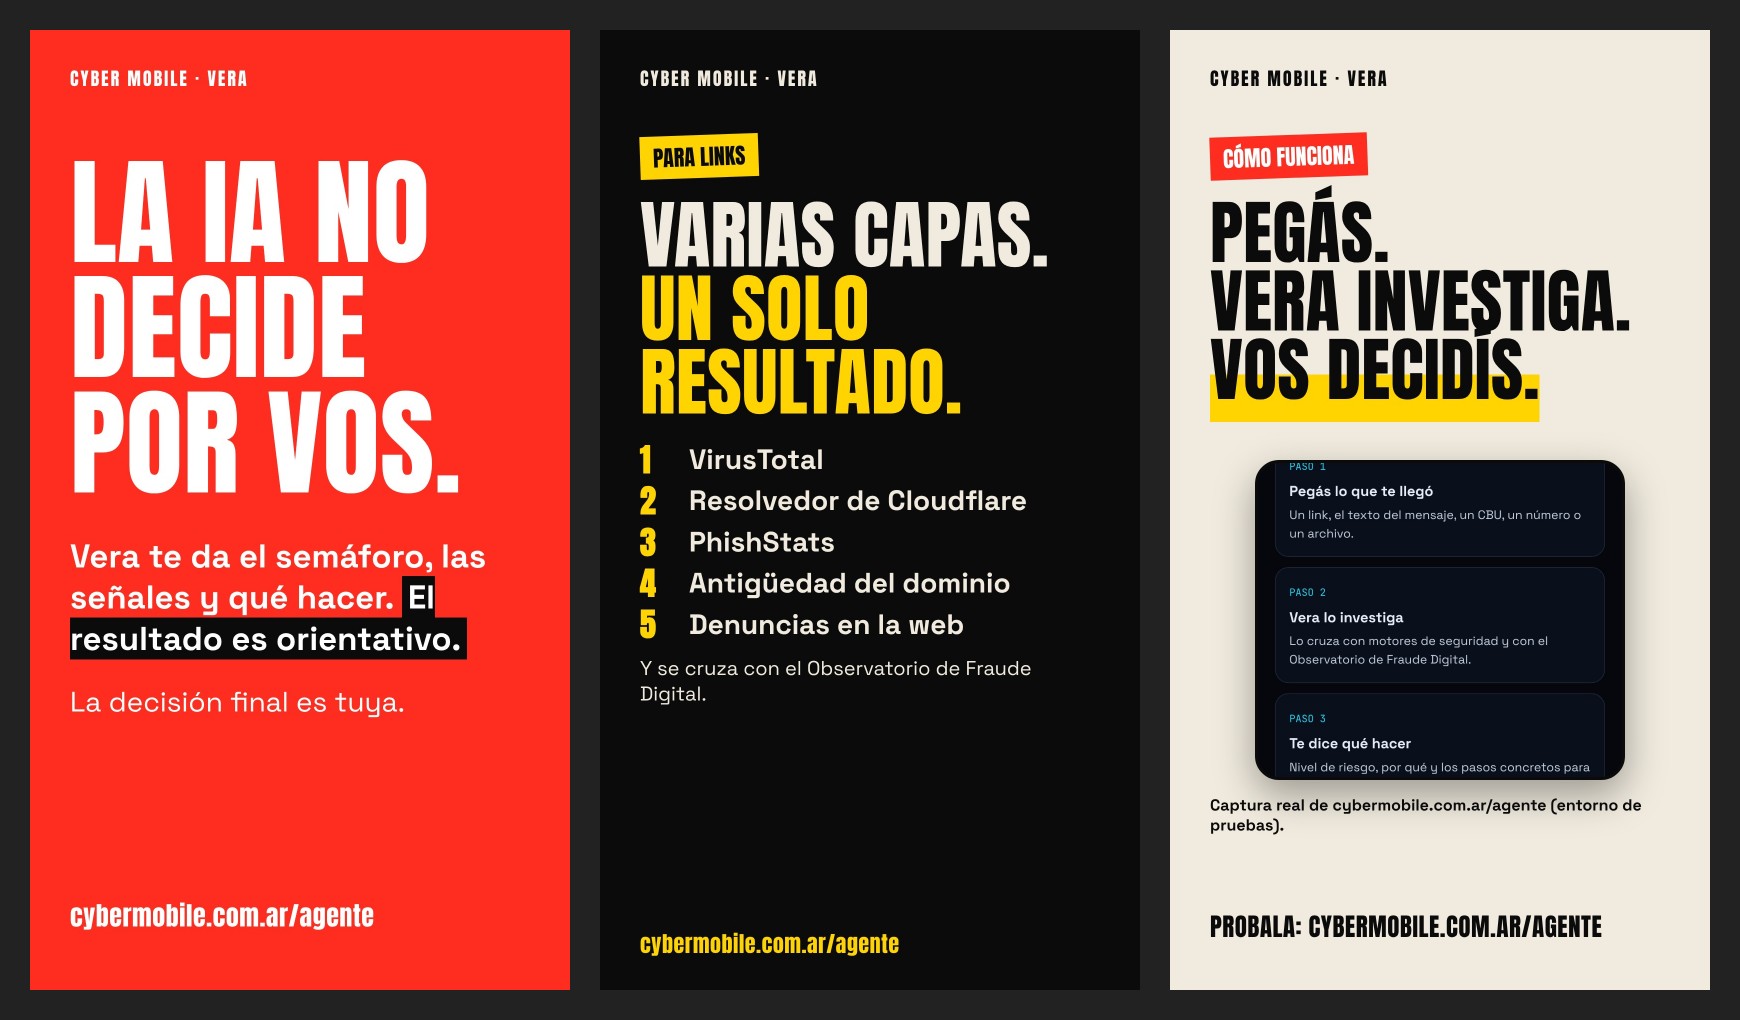 CYBER MOBILE · VERA
LA IA NO
DECIDE
POR VOS.
Vera te da el semáforo, las
señales y qué hacer. El
resultado es orientativo.
La decisión final es tuya.
cybermobile.com.ar/agente
CYBER MOBILE · VERA
PARA LINKS
VARIAS CAPAS.
UN SOLO
RESULTADO.
1 VirusTotal
2 Resolvedor de Cloudflare
3 PhishStats
4 Antigüedad del dominio
5 Denuncias en la web
Y se cruza con el Observatorio de Fraude
Digital.
cybermobile.com.ar/agente
CYBER MOBILE · VERA
CÓMO FUNCIONA
PEGÁS.
VERA INVESTIGA.
VOS DECIDÍS.
PASO 1
Pegás lo que te llegó
Un link, el texto del mensaje, un CBU, un número o
un archivo.
PASO 2
Vera lo investiga
Lo cruza con motores de seguridad y con el
Observatorio de Fraude Digital.
PASO 3
Te dice qué hacer
Nivel de riesgo, por qué y los pasos concretos para
Captura real de cybermobile.com.ar/agente (entorno de
pruebas).
PROBALA: CYBERMOBILE.COM.AR/AGENTE